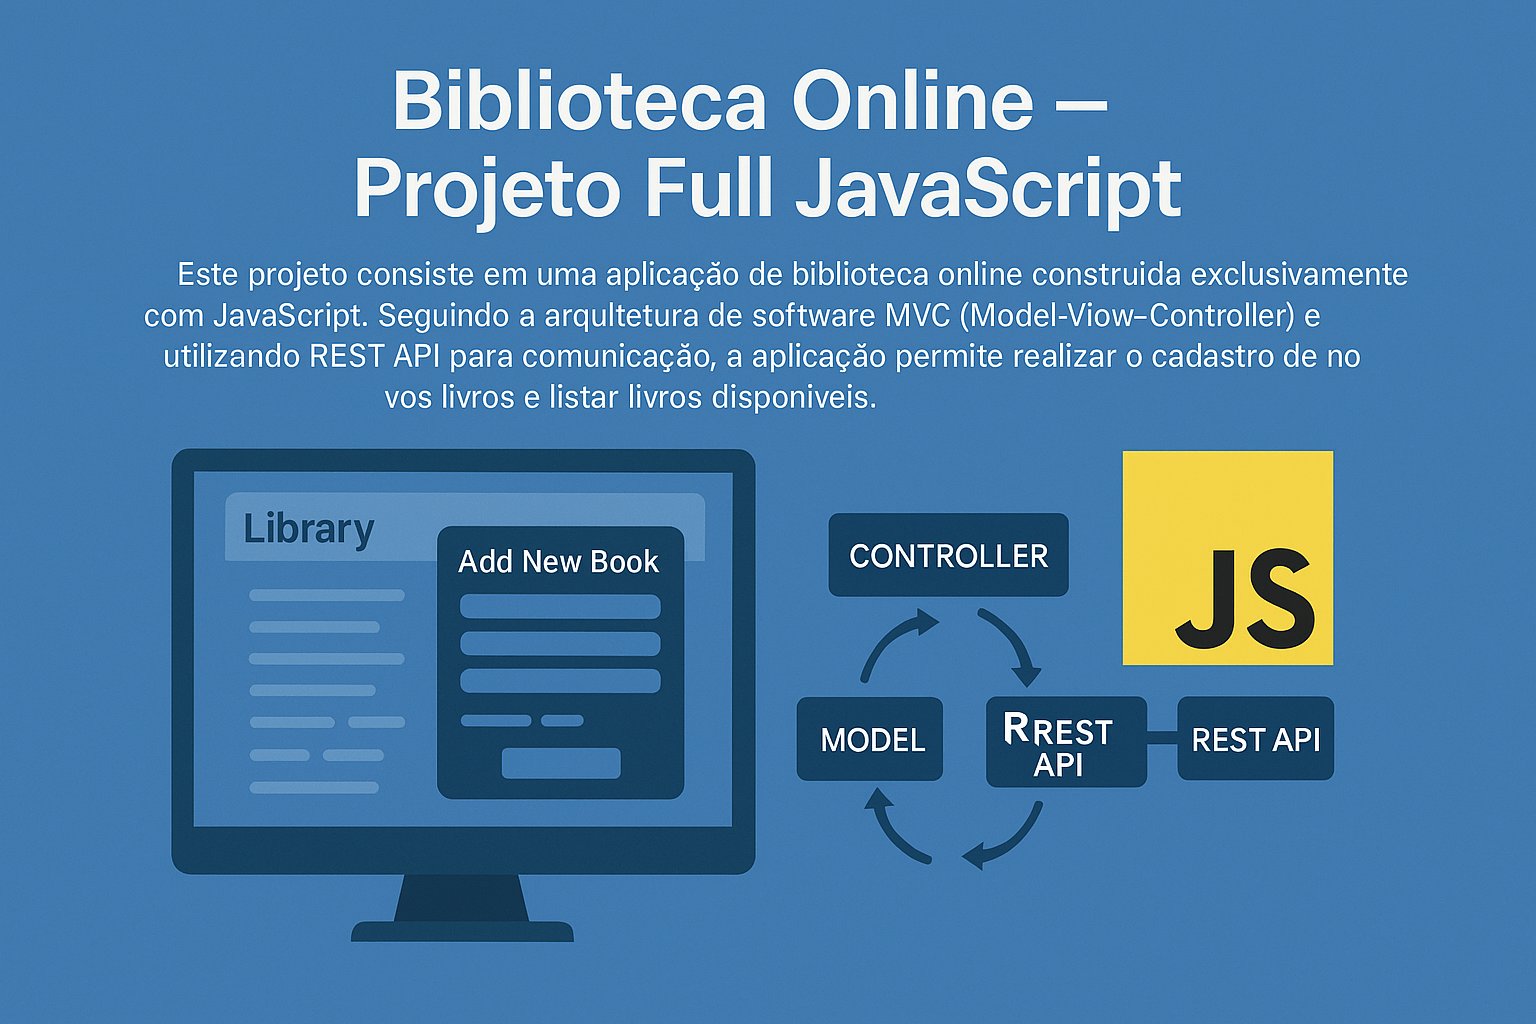 Biblioteca Online –
Projeto Full JavaScript
Este projeto consiste em uma aplicação de biblioteca online construida exclusivamente
com JavaScript. Seguindo a arqultetura de software MVC (Model-Viow–Controller) e
utilizando REST API para comunicação, a aplicação permite realizar o cadastro de no
vos livros e listar livros disponiveis.
Library
Add New Book
CONTROLLER
JS
MODEL
RREST
API
REST API